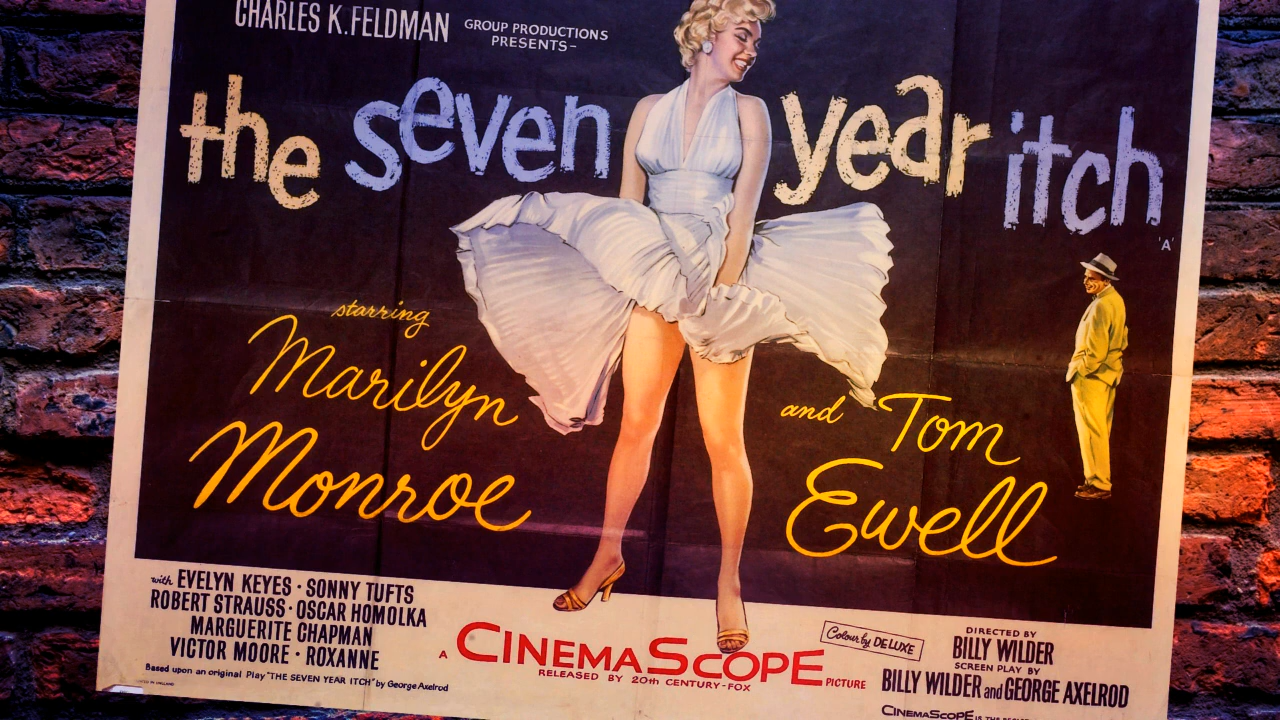 CHARLES K. FELDMAN GROUP PRODUCTIONS
PRESENTS-
the seven year itch
'A'
starring
Marilyn
Monroe
and Tom
Ewell
with EVELYN KEYES · SONNY TUFTS
ROBERT STRAUSS · OSCAR HOMOLKA
MARGUERITE CHAPMAN
VICTOR MOORE · ROXANNE
Based upon an original Play "THE SEVEN YEAR ITCH" by George Axelrod
A CINEMASCOPE PICTURE
RELEASED BY 20th CENTURY-FOX
Colour by DE LUXE
DIRECTED BY
BILLY WILDER
SCREEN PLAY BY
BILLY WILDER and GEORGE AXELROD
CINEMASCOPE IS THE